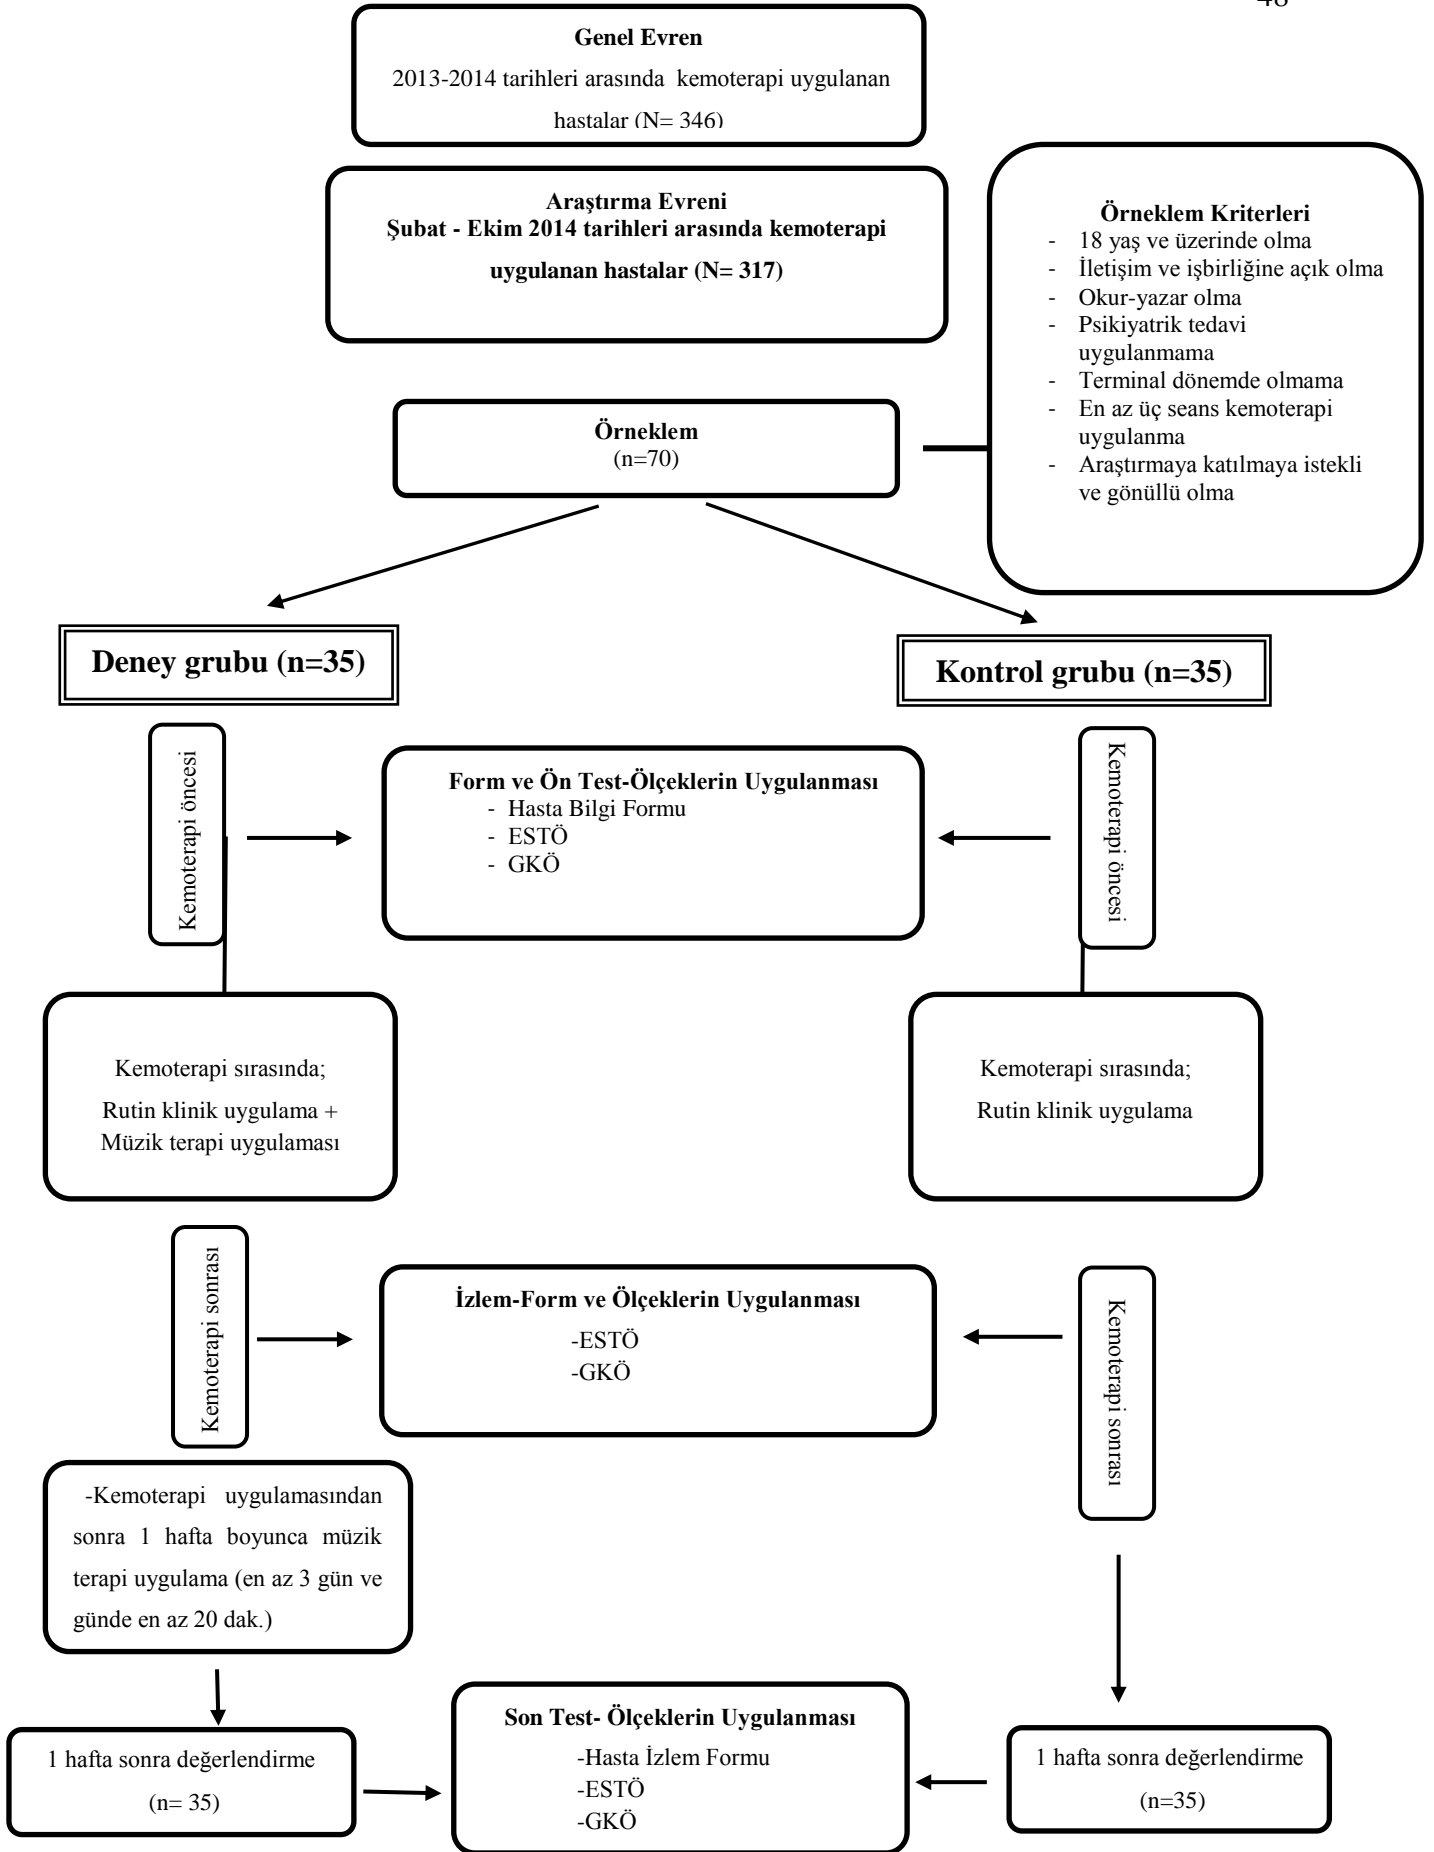 48
Genel Evren
2013-2014 tarihleri arasında kemoterapi uygulanan
hastalar (N= 346)
Araştırma Evreni
Şubat - Ekim 2014 tarihleri arasında kemoterapi
uygulanan hastalar (N= 317)
Örneklem Kriterleri
- 18 yaş ve üzerinde olma
- İletişim ve işbirliğine açık olma
- Okur-yazar olma
- Psikiyatrik tedavi
uygulanmama
- Terminal dönemde olmama
- En az üç seans kemoterapi
uygulanma
- Araştırmaya katılmaya istekli
ve gönüllü olma
Örneklem
(n=70)
Deney grubu (n=35)
Kontrol grubu (n=35)
Kemoterapi öncesi
Form ve Ön Test-Ölçeklerin Uygulanması
- Hasta Bilgi Formu
- ESTÖ
- GKÖ
Kemoterapi öncesi
Kemoterapi sırasında;
Rutin klinik uygulama +
Müzik terapi uygulaması
Kemoterapi sırasında;
Rutin klinik uygulama
Kemoterapi sonrası
İzlem-Form ve Ölçeklerin Uygulanması
-ESTÖ
-GKÖ
Kemoterapi sonrası
-Kemoterapi uygulamasından
sonra 1 hafta boyunca müzik
terapi uygulama (en az 3 gün ve
günde en az 20 dak.)
1 hafta sonra değerlendirme
(n= 35)
Son Test- Ölçeklerin Uygulanması
-Hasta İzlem Formu
-ESTÖ
-GKÖ
1 hafta sonra değerlendirme
(n=35)